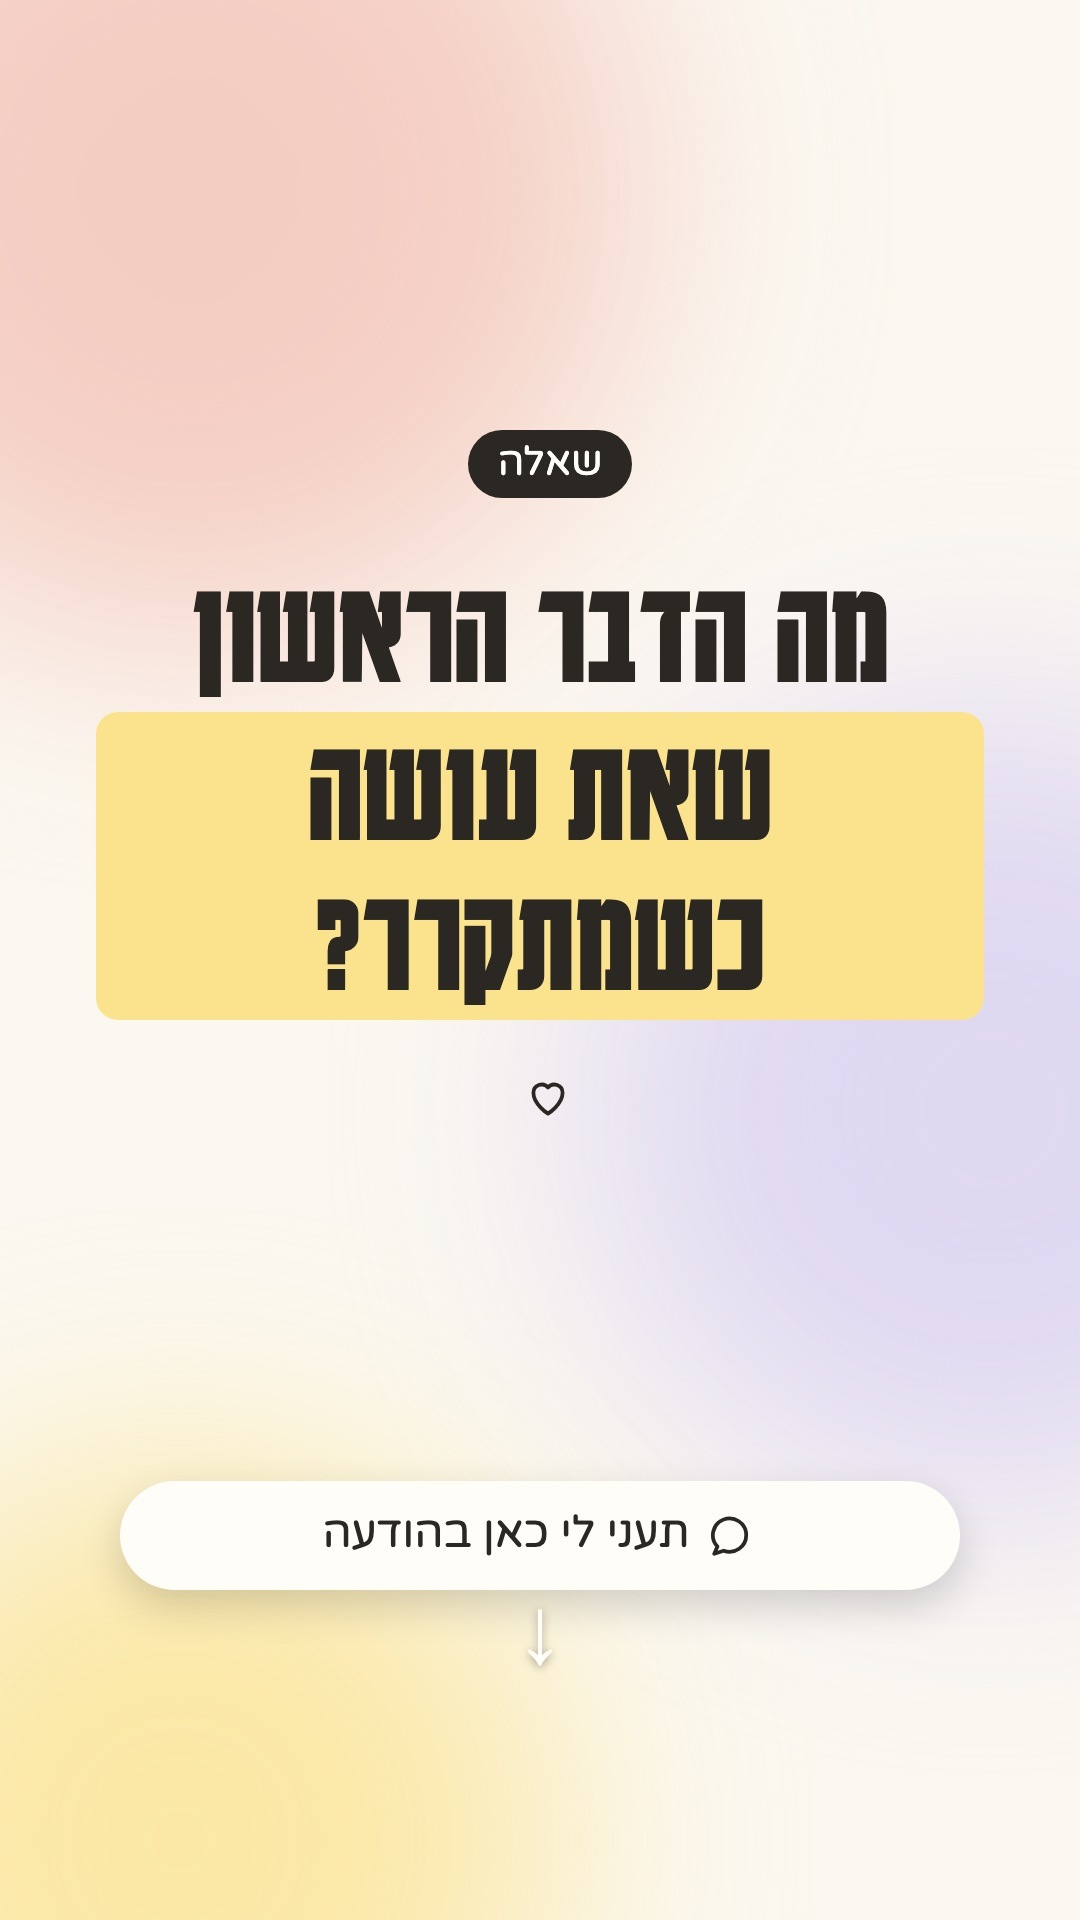 שאלה
מה הדבר הראשון
שאת עושה
כשמתקרר?
תעני לי כאן בהודעה